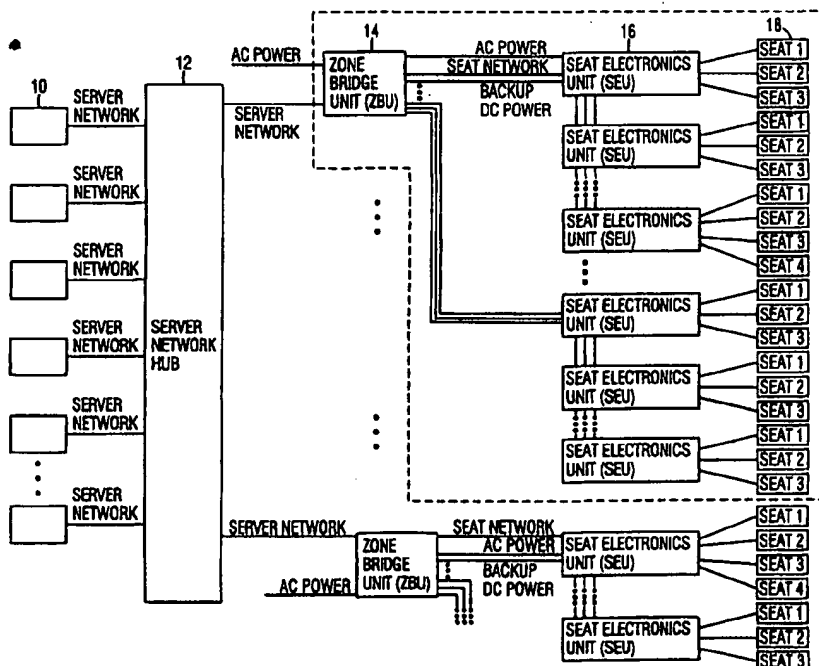 10
SERVER
NETWORK
SERVER
NETWORK
SERVER
NETWORK
SERVER
NETWORK
SERVER
NETWORK
SERVER
NETWORK
12
SERVER
NETWORK
HUB
AC POWER
SERVER
NETWORK
14
ZONE
BRIDGE
UNIT (ZBU)
AC POWER
SEAT NETWORK
BACKUP
DC POWER
16
SEAT ELECTRONICS
UNIT (SEU)
18
SEAT 1
SEAT 2
SEAT 3
SEAT ELECTRONICS
UNIT (SEU)
SEAT 1
SEAT 2
SEAT 3
SEAT ELECTRONICS
UNIT (SEU)
SEAT 1
SEAT 2
SEAT 3
SEAT 4
SEAT ELECTRONICS
UNIT (SEU)
SEAT 1
SEAT 2
SEAT 3
SEAT ELECTRONICS
UNIT (SEU)
SEAT 1
SEAT 2
SEAT 3
SEAT ELECTRONICS
UNIT (SEU)
SEAT 1
SEAT 2
SEAT 3
SERVER NETWORK
AC POWER
ZONE
BRIDGE
UNIT (ZBU)
SEAT NETWORK
AC POWER
BACKUP
DC POWER
SEAT ELECTRONICS
UNIT (SEU)
SEAT 1
SEAT 2
SEAT 3
SEAT 4
SEAT ELECTRONICS
UNIT (SEU)
SEAT 1
SEAT 2
SEAT 3